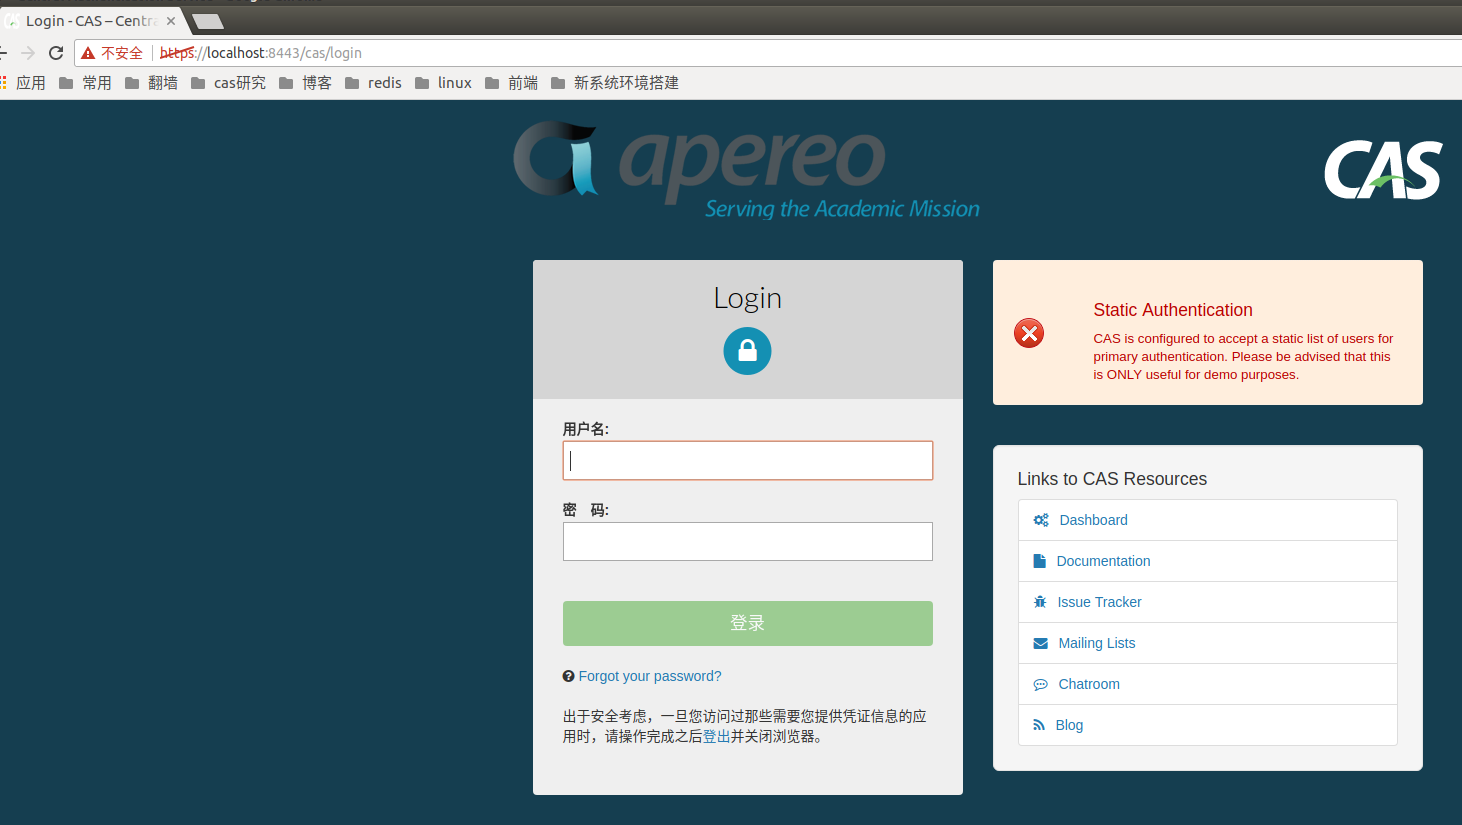 Login - CAS – Centra
不安全 https://localhost:8443/cas/login
应用 常用 翻墙 cas研究 博客 redis linux 前端 新系统环境搭建
apereo
Serving the Academic Mission
CAS
Login
用户名:
密 码:
登录
Forgot your password?
出于安全考虑，一旦您访问过那些需要您提供凭证信息的应
用时，请操作完成之后登出并关闭浏览器。
Static Authentication
CAS is configured to accept a static list of users for
primary authentication. Please be advised that this
is ONLY useful for demo purposes.
Links to CAS Resources
Dashboard
Documentation
Issue Tracker
Mailing Lists
Chatroom
Blog